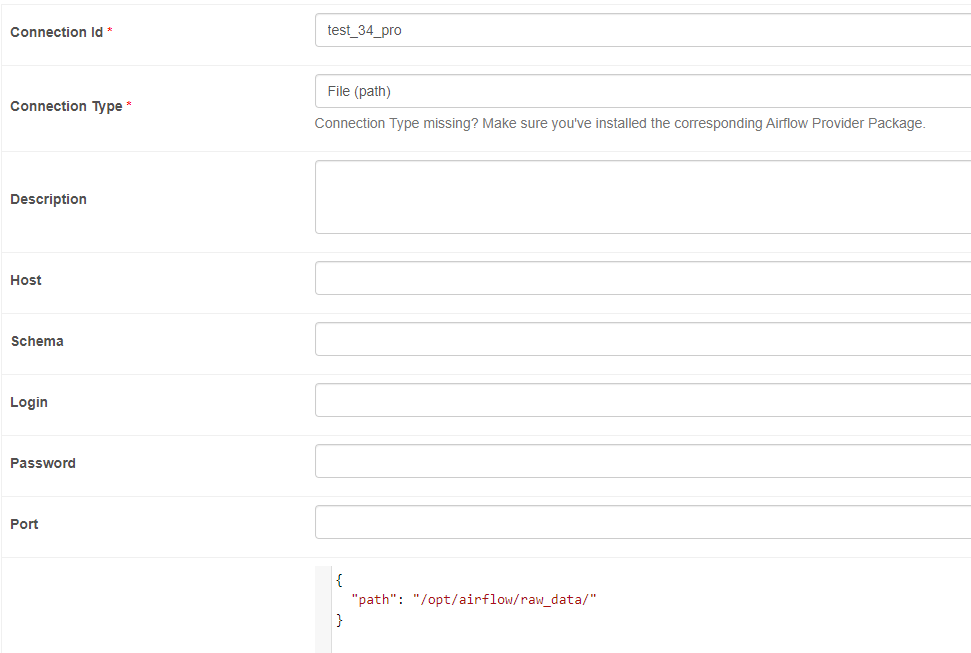 Connection Id *
test_34_pro
Connection Type *
File (path)
Connection Type missing? Make sure you've installed the corresponding Airflow Provider Package.
Description
Host
Schema
Login
Password
Port
{
"path": "/opt/airflow/raw_data/"
}